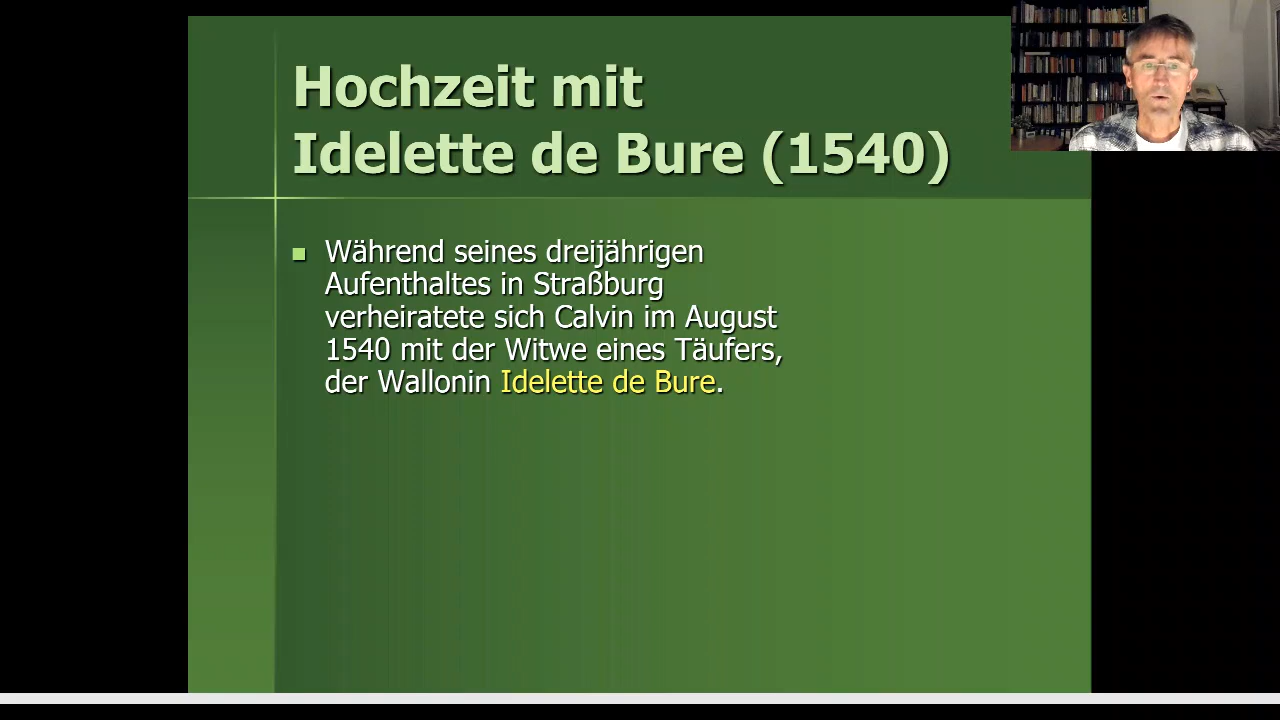 Hochzeit mit
Idelette de Bure (1540)
Während seines dreijährigen
Aufenthaltes in Straßburg
verheiratete sich Calvin im August
1540 mit der Witwe eines Täufers,
der Wallonin Idelette de Bure.